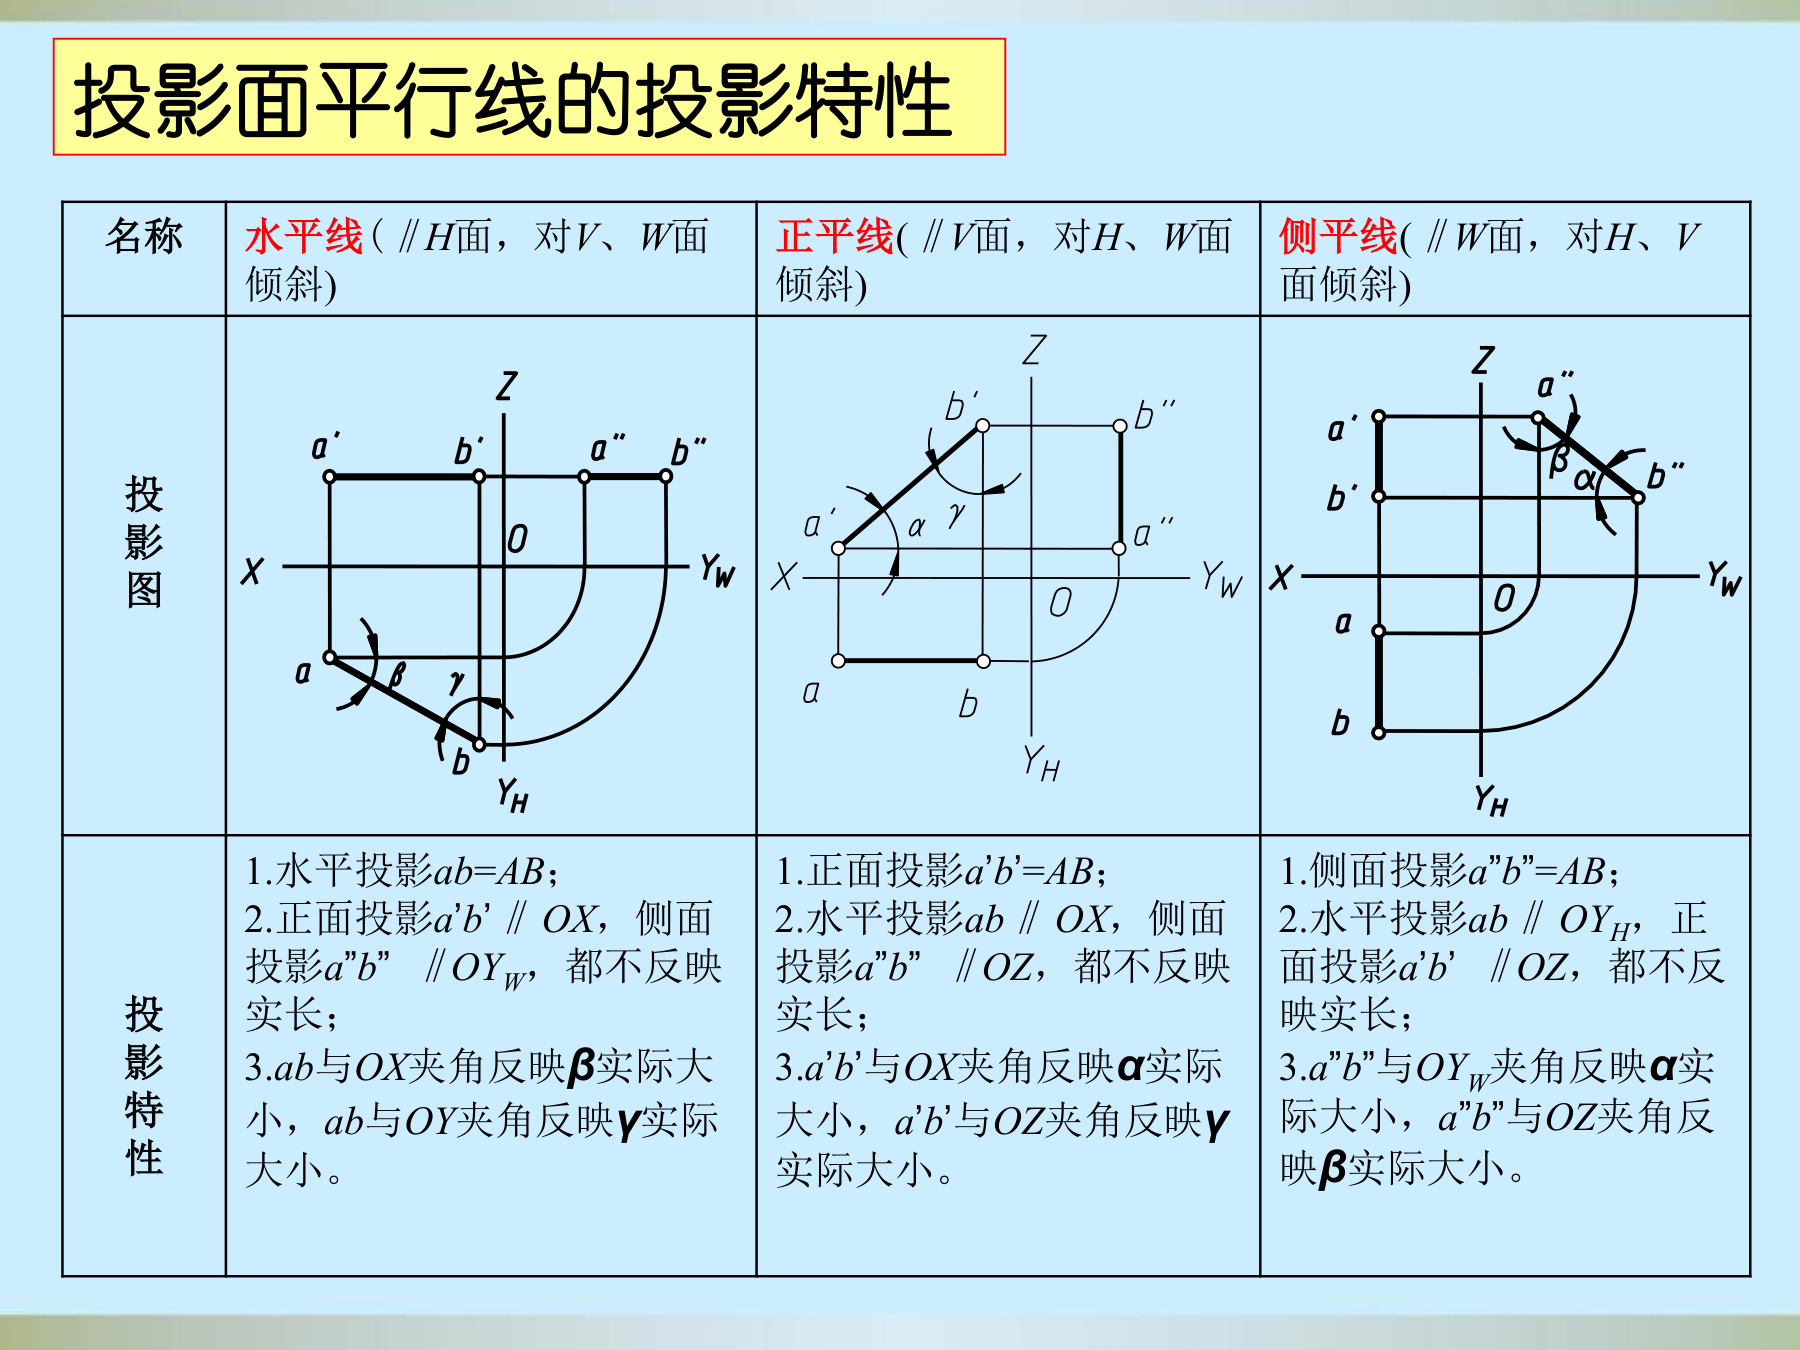 投影面平行线的投影特性
名称
水平线（∥H面，对V、W面
倾斜)
正平线(∥V面，对H、W面
倾斜)
侧平线(∥W面，对H、V
面倾斜)
投
影
图
Z
a′ b′ a″ b″
O
X Y_W
a β γ
b
Y_H
Z
b′ b″
a′ α γ a″
X O Y_W
a b
Y_H
Z
a″
a′
β
b′ α b″
X O Y_W
a
b
Y_H
投
影
特
性
1.水平投影ab=AB；
2.正面投影a’b’∥ OX，侧面
投影a”b” ∥OY_W，都不反映
实长；
3.ab与OX夹角反映β实际大
小，ab与OY夹角反映γ实际
大小。
1.正面投影a’b’=AB；
2.水平投影ab∥ OX，侧面
投影a”b” ∥OZ，都不反映
实长；
3.a’b’与OX夹角反映α实际
大小，a’b’与OZ夹角反映γ
实际大小。
1.侧面投影a”b”=AB；
2.水平投影ab∥ OY_H，正
面投影a’b’ ∥OZ，都不反
映实长；
3.a”b”与OY_W夹角反映α实
际大小，a”b”与OZ夹角反
映β实际大小。